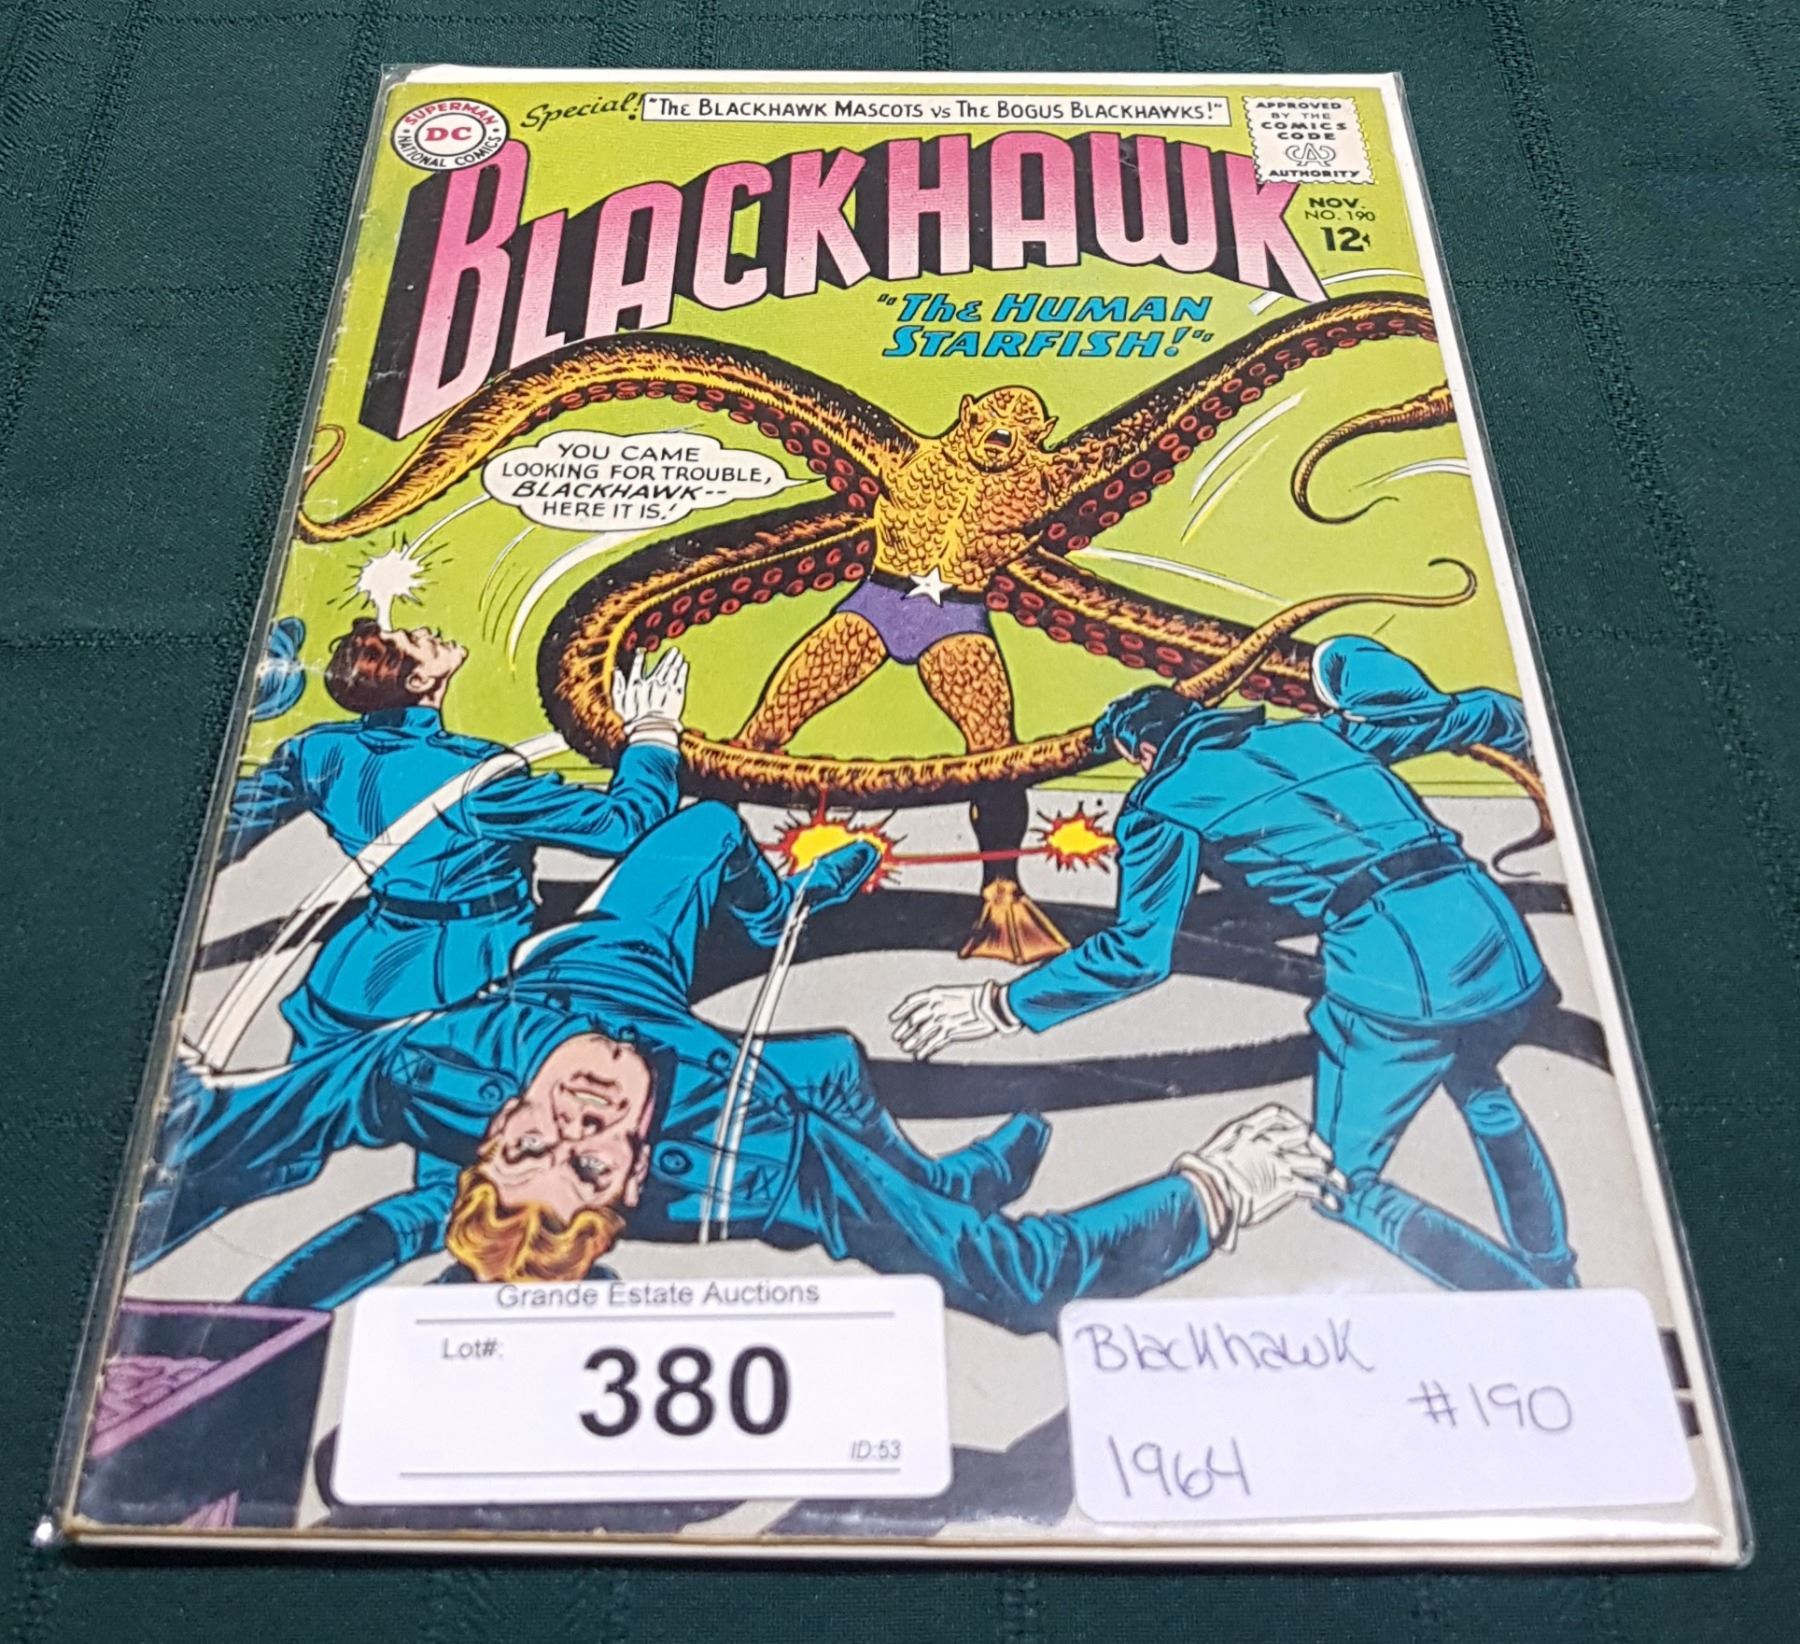 SUPERMAN
DC
NATIONAL COMICS
Special! "THE BLACKHAWK MASCOTS VS THE BOGUS BLACKHAWKS!"
APPROVED
BY THE
COMICS
CODE
CA
AUTHORITY
BLACKHAWK
NOV.
NO. 190
12¢
"THE HUMAN
STARFISH!"
YOU CAME
LOOKING FOR TROUBLE,
BLACKHAWK--
HERE IT IS!
Grande Estate Auctions
Lot#:
380
ID:53
Blackhawk
#190
1964